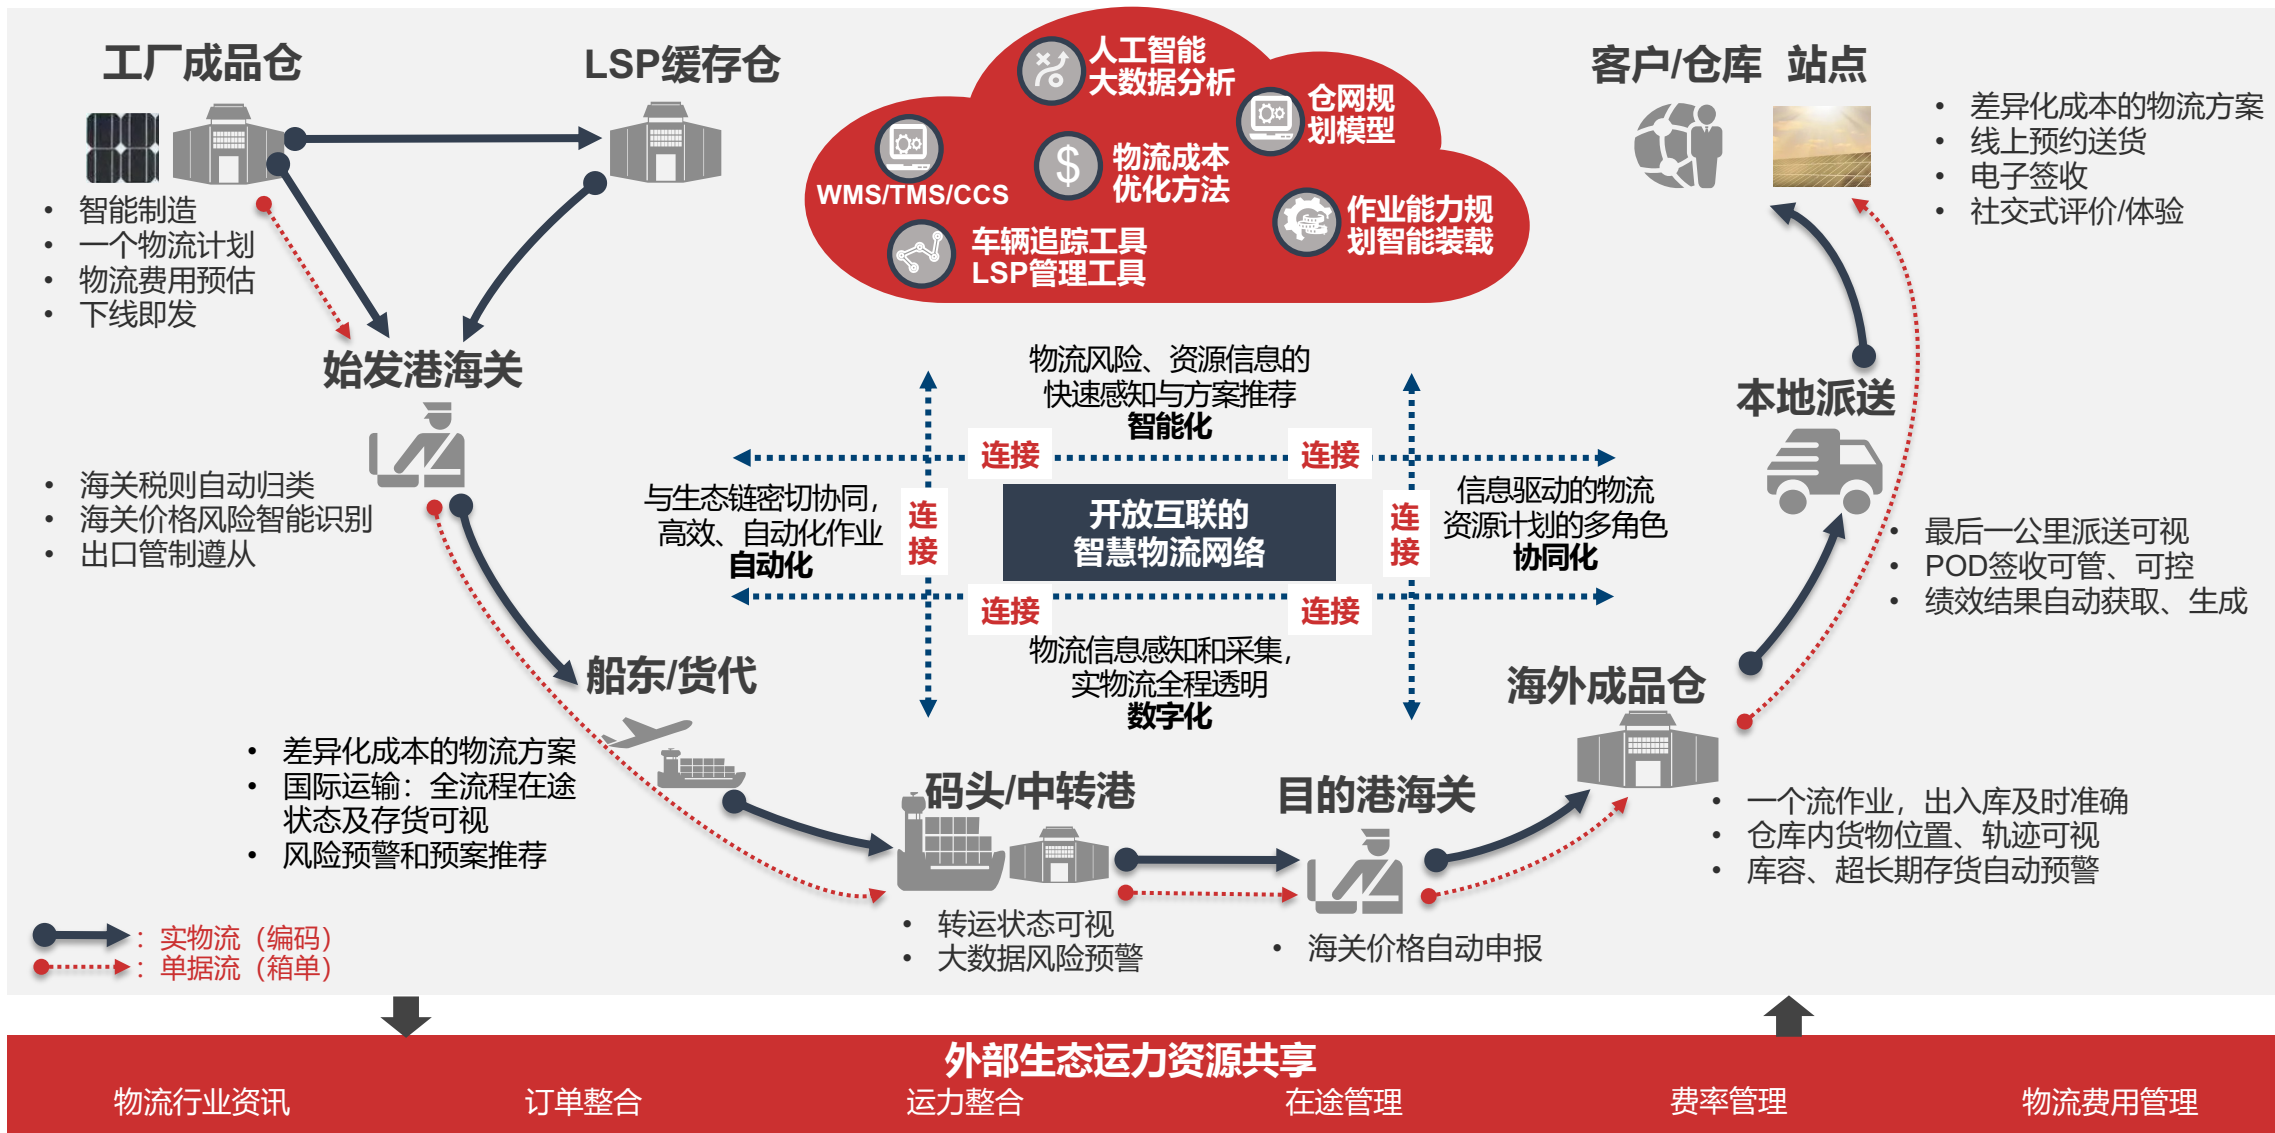 工厂成品仓
LSP缓存仓
• 智能制造
• 一个物流计划
• 物流费用预估
• 下线即发
人工智能
大数据分析
仓网规
划模型
WMS/TMS/CCS
物流成本
优化方法
车辆追踪工具
LSP管理工具
作业能力规
划智能装载
客户/仓库 站点
• 差异化成本的物流方案
• 线上预约送货
• 电子签收
• 社交式评价/体验
始发港海关
• 海关税则自动归类
• 海关价格风险智能识别
• 出口管制遵从
物流风险、资源信息的
快速感知与方案推荐
智能化
连接
连接
与生态链密切协同，
高效、自动化作业
自动化
连
接
开放互联的
智慧物流网络
连
接
信息驱动的物流
资源计划的多角色
协同化
连接
连接
物流信息感知和采集，
实物流全程透明
数字化
本地派送
• 最后一公里派送可视
• POD签收可管、可控
• 绩效结果自动获取、生成
船东/货代
• 差异化成本的物流方案
• 国际运输：全流程在途
状态及存货可视
• 风险预警和预案推荐
码头/中转港
• 转运状态可视
• 大数据风险预警
目的港海关
• 海关价格自动申报
海外成品仓
• 一个流作业，出入库及时准确
• 仓库内货物位置、轨迹可视
• 库容、超长期存货自动预警
：实物流（编码）
：单据流（箱单）
外部生态运力资源共享
物流行业资讯
订单整合
运力整合
在途管理
费率管理
物流费用管理